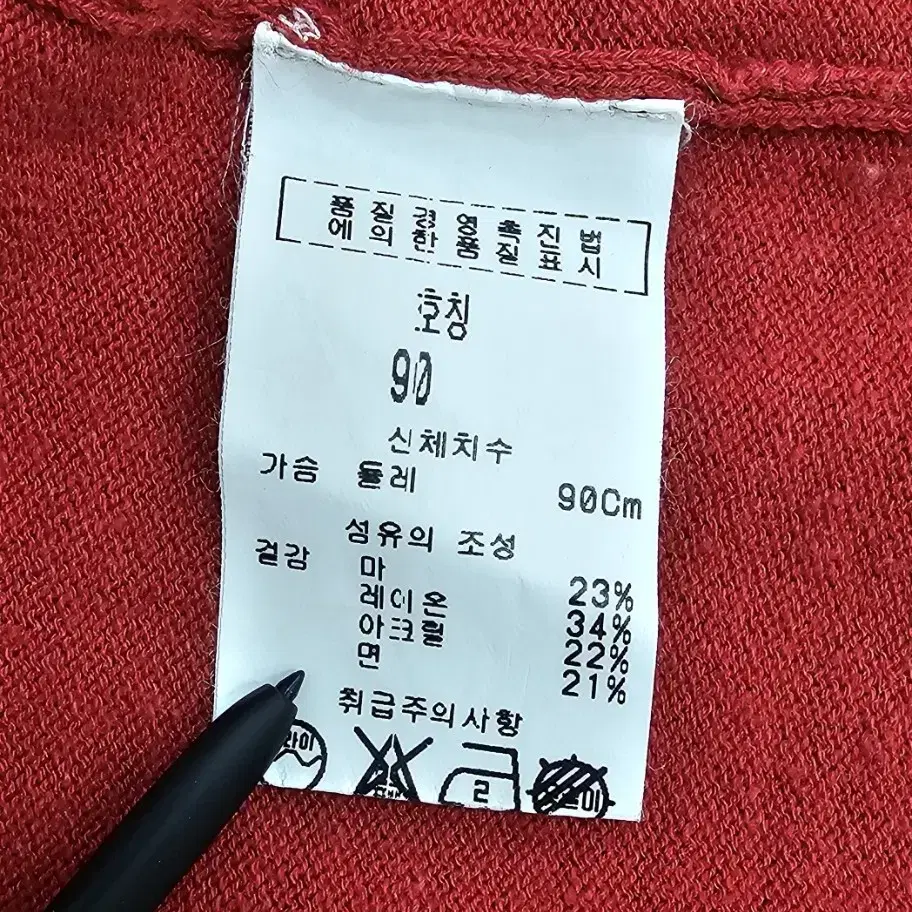 품질경영촉진법
에의한품질표시
호칭
90
신체치수
가슴 둘레 90Cm
섬유의 조성
겉감 마 23%
레이온 34%
아크릴 22%
면 21%
취급주의사항
2